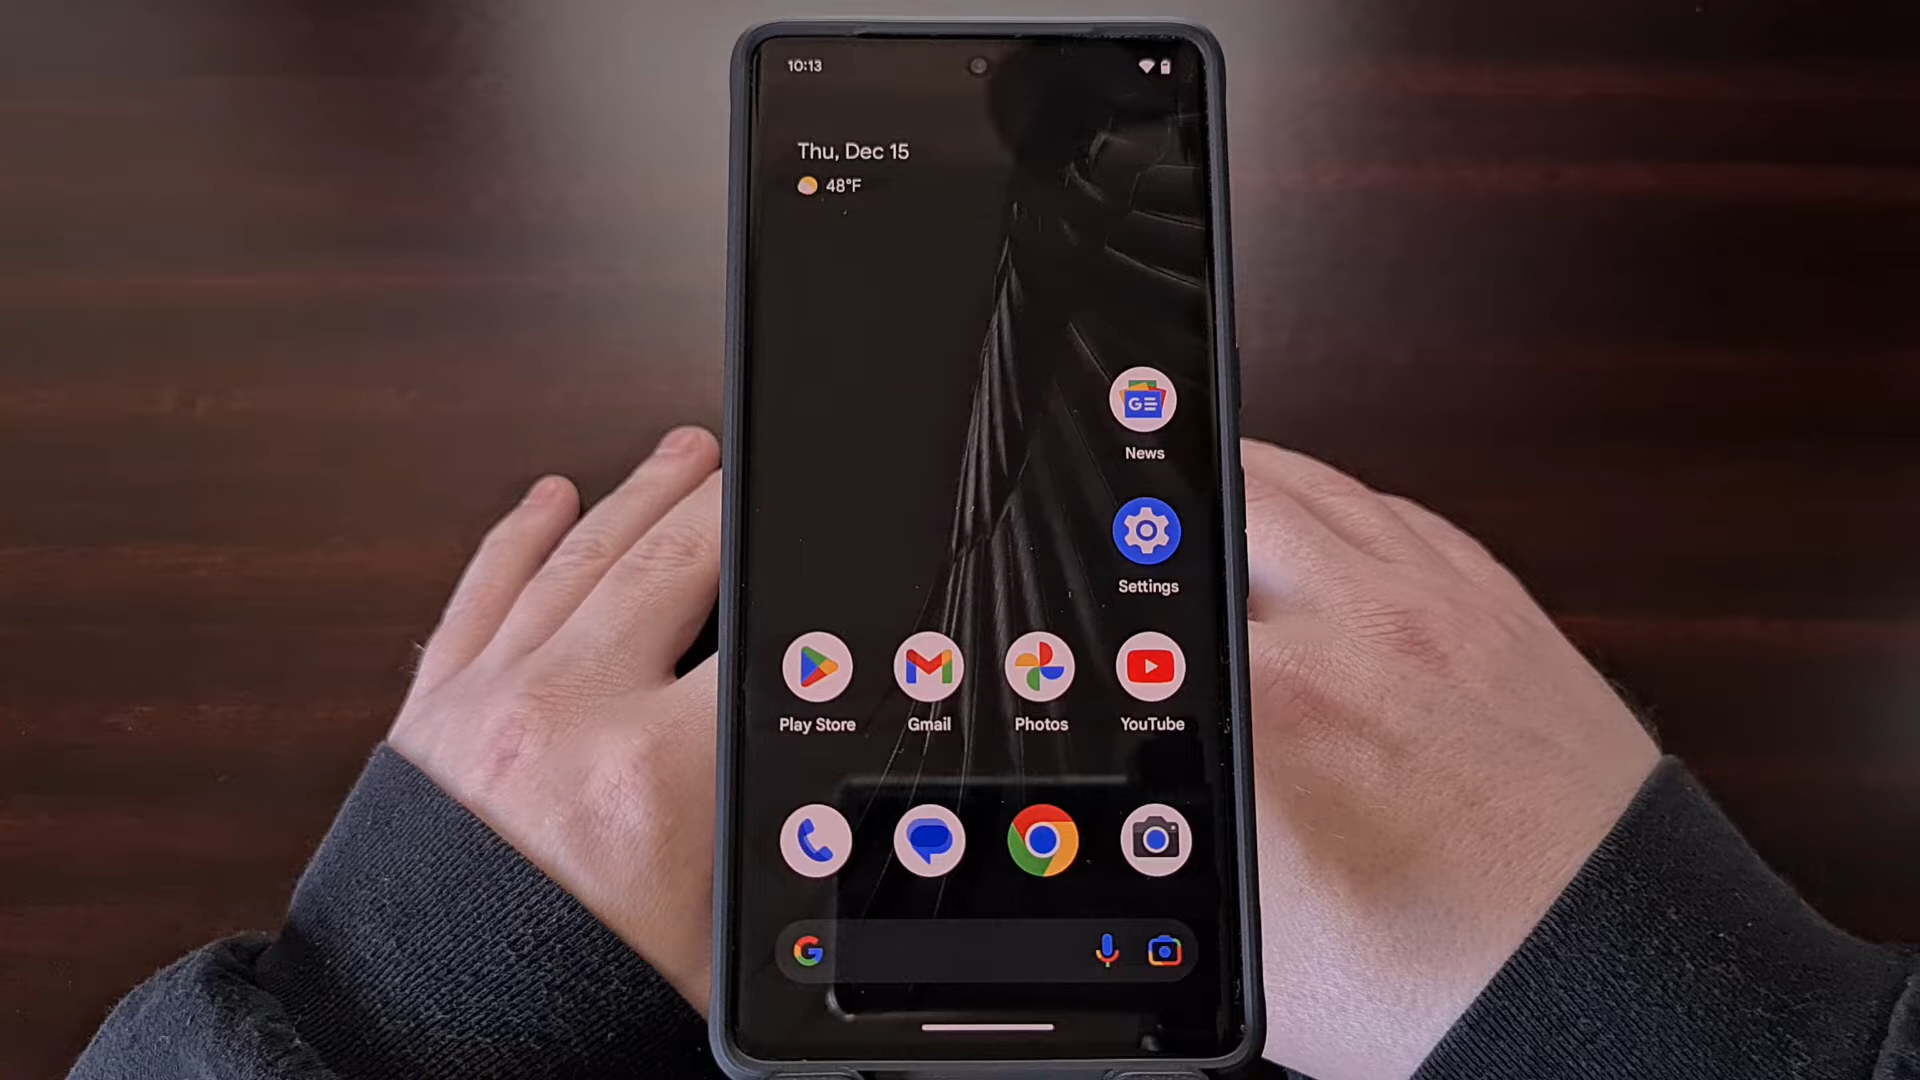 10:13
Thu, Dec 15
48°F
News
Settings
Play Store
Gmail
Photos
YouTube